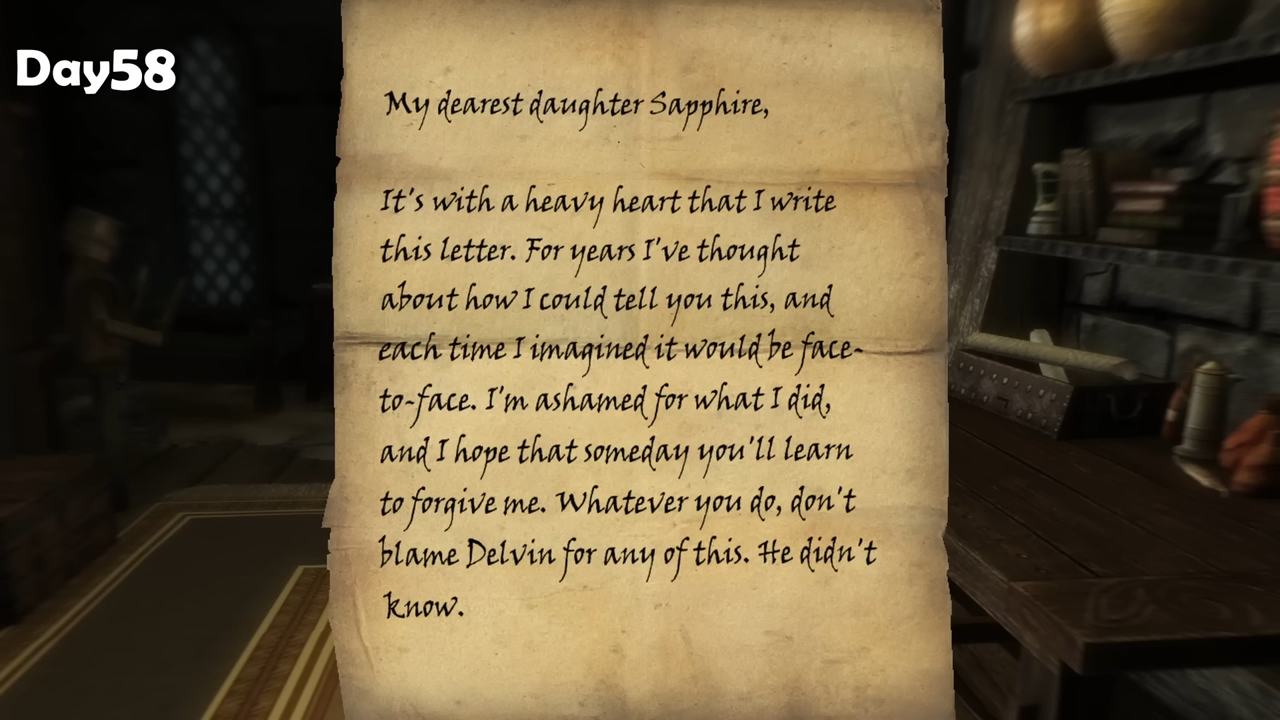 Day58
My dearest daughter Sapphire,
It's with a heavy heart that I write
this letter. For years I've thought
about how I could tell you this, and
each time I imagined it would be face-
to-face. I'm ashamed for what I did,
and I hope that someday you'll learn
to forgive me. Whatever you do, don't
blame Delvin for any of this. He didn't
know.